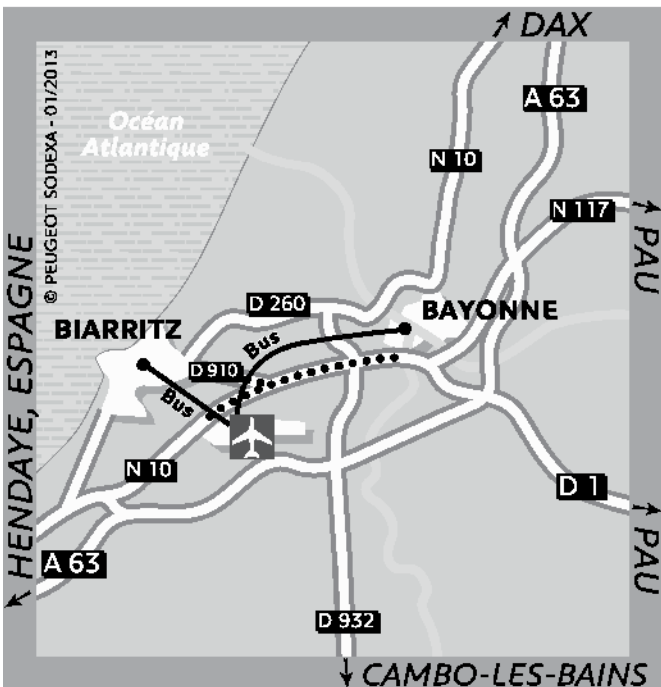 DAX
© PEUGEOT SODEXA - 01/2013
A 63
Océan
Atlantique
N 10
N 117
PAU
HENDAYE, ESPAGNE
D 260
BAYONNE
BIARRITZ
Bus
D 910
Bus
N 10
D 1
PAU
A 63
D 932
CAMBO-LES-BAINS